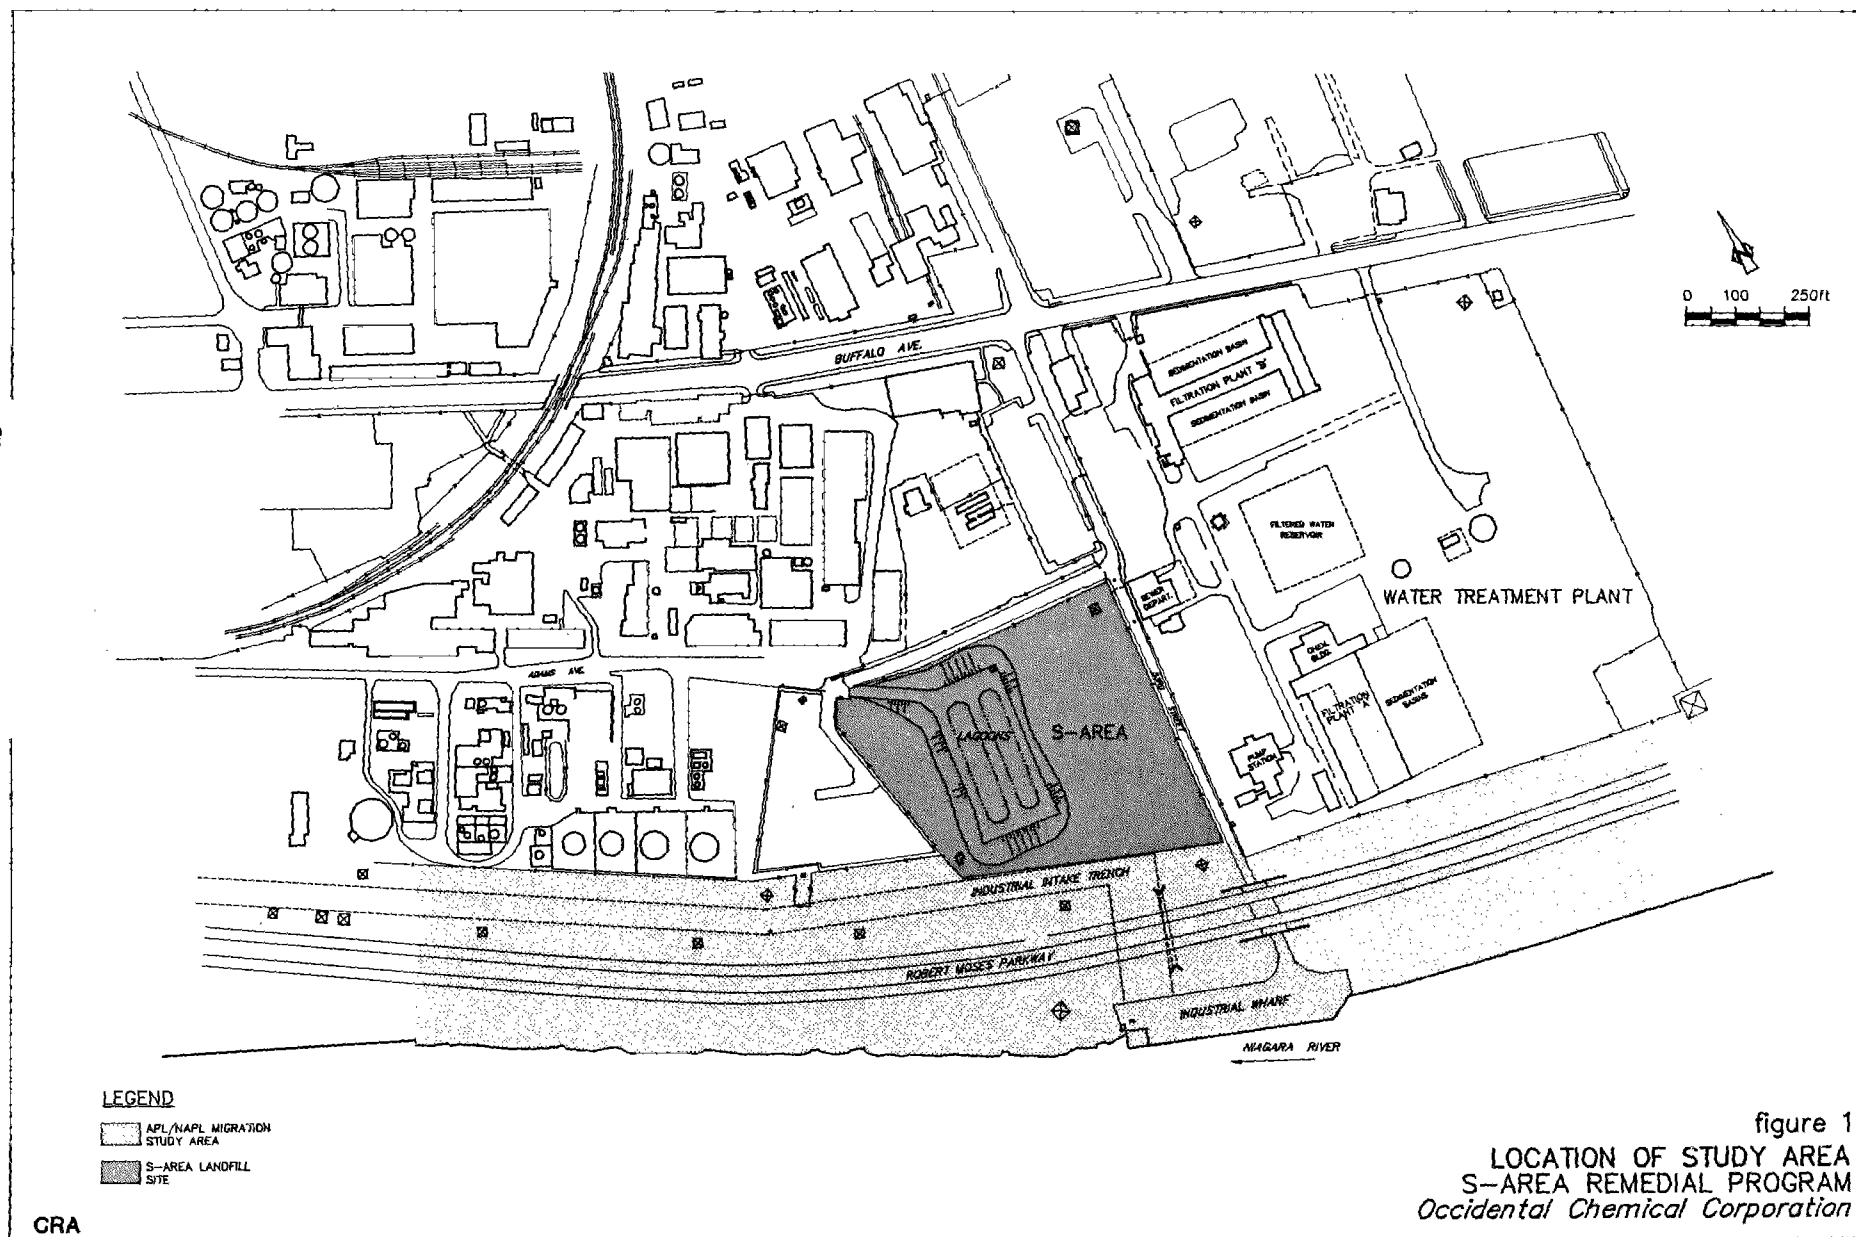 0 100 250ft
BUFFALO AVE.
SEDIMENTATION BASIN
FILTRATION PLANT "B"
SEDIMENTATION BASIN
FILTERED WATER
RESERVOIR
WATER TREATMENT PLANT
SEWER
DEPART.
ADAMS AVE.
CHEM.
BLDG.
FILTRATION
PLANT 'A'
SEDIMENTATION
BASINS
LAGOONS
S-AREA
PUMP
STATION
INDUSTRIAL INTAKE TRENCH
ROBERT MOSES PARKWAY
INDUSTRIAL WHARF
NIAGARA RIVER
LEGEND
APL/NAPL MIGRATION
STUDY AREA
S-AREA LANDFILL
SITE
figure 1
LOCATION OF STUDY AREA
S-AREA REMEDIAL PROGRAM
Occidental Chemical Corporation
CRA